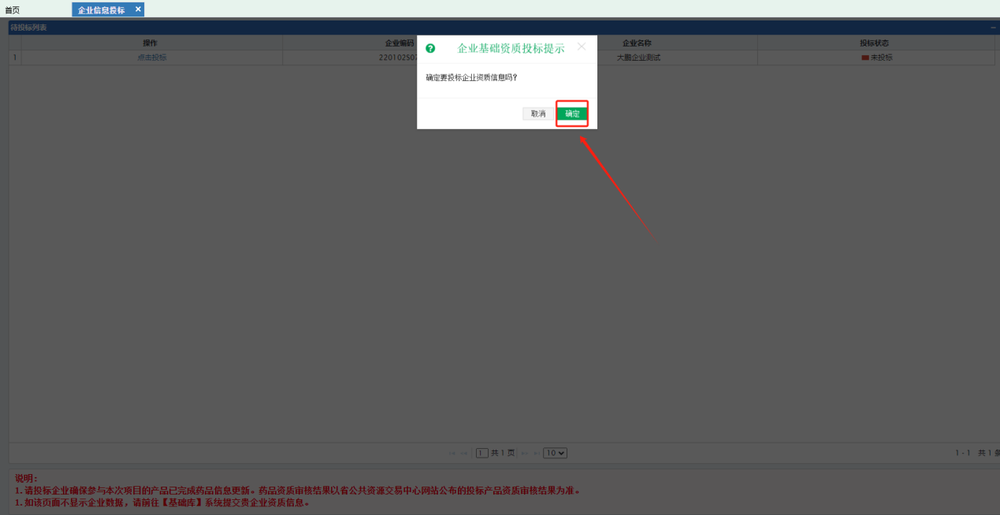 首页
企业信息投标 ×
待投标列表
操作 企业编码 企业名称 投标状态
1 点击投标 22010250 大鹏企业测试 未投标
企业基础资质投标提示
确定要投标企业资质信息吗?
取消 确定
1 共 1 页 10
1 - 1 共 1 条
说明:
1.请投标企业确保参与本次项目的产品已完成药品信息更新。药品资质审核结果以省公共资源交易中心网站公布的投标产品资质审核结果为准。
1.如该页面不显示企业数据,请前往【基础库】系统提交贵企业资质信息。